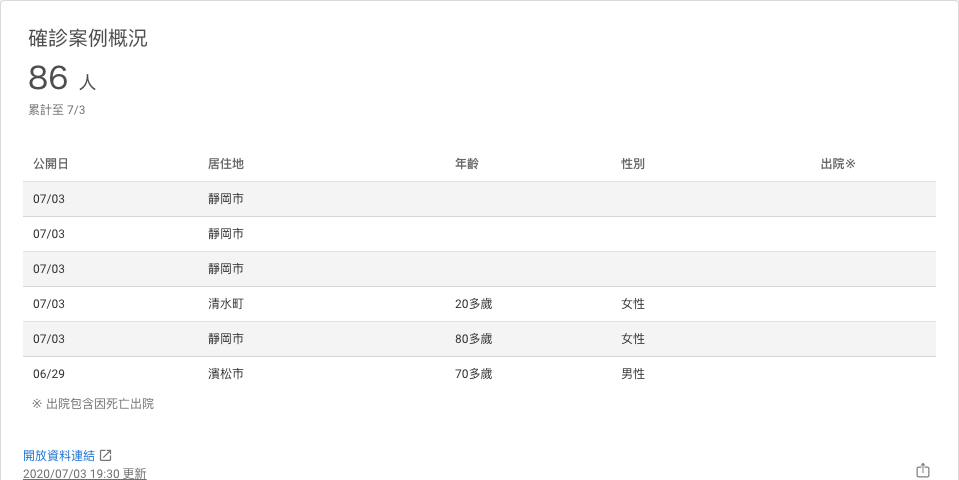 確診案例概況
86 人
累計至 7/3
公開日 居住地 年齡 性別 出院※
07/03 靜岡市
07/03 靜岡市
07/03 靜岡市
07/03 清水町 20多歲 女性
07/03 靜岡市 80多歲 女性
06/29 濱松市 70多歲 男性
※ 出院包含因死亡出院
開放資料連結
2020/07/03 19:30 更新